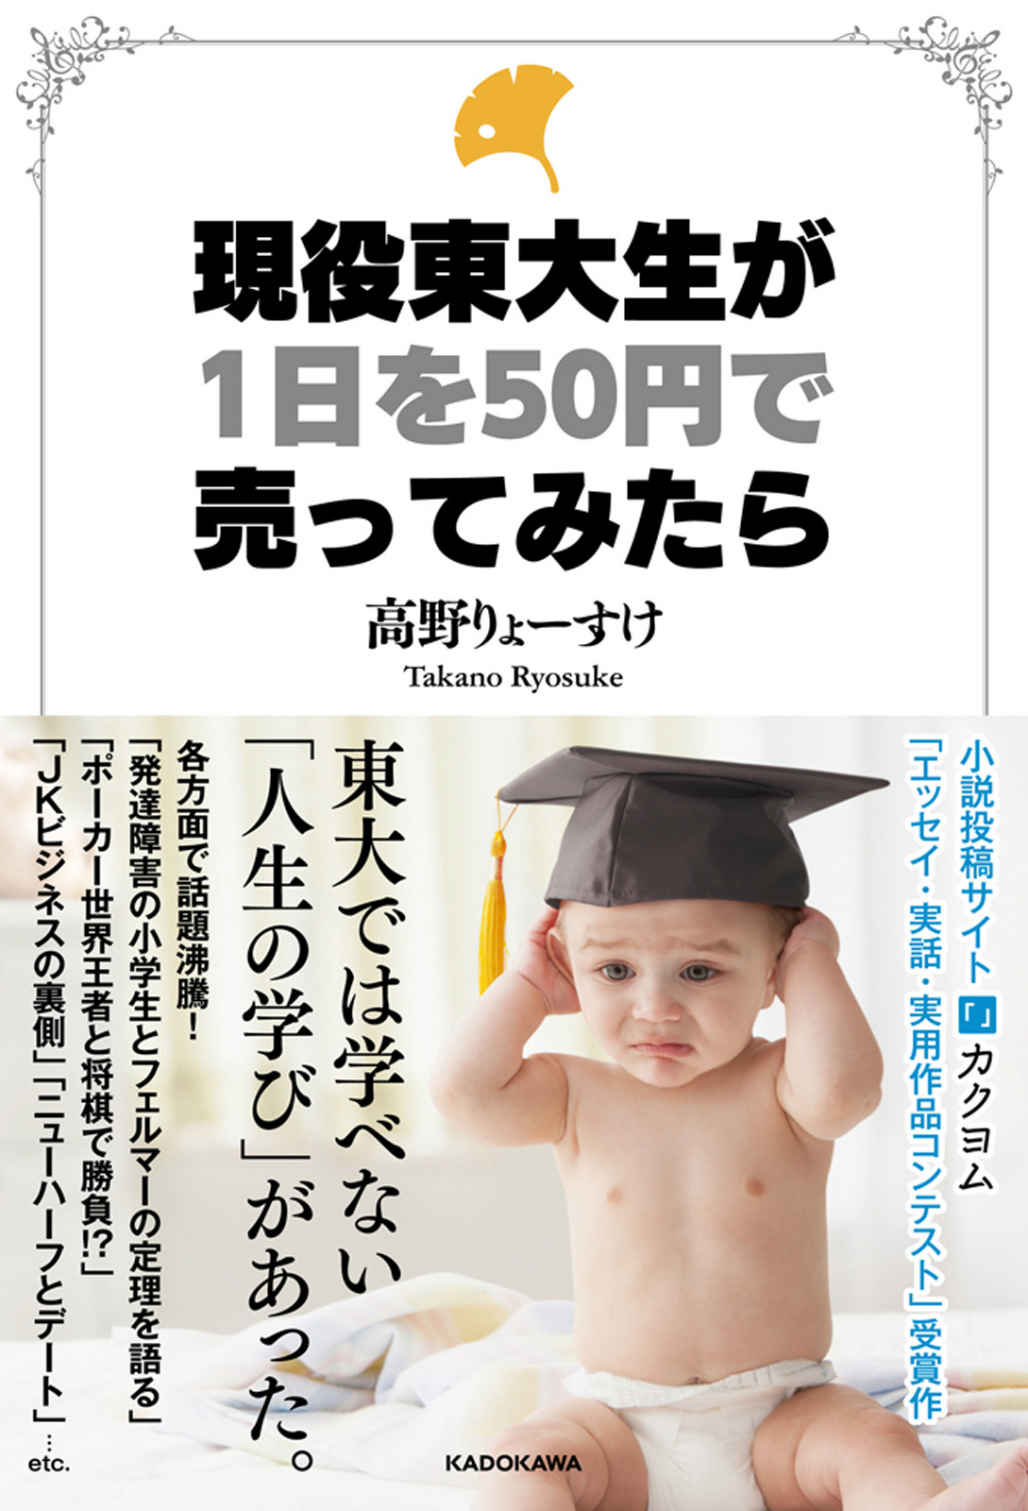 現役東大生が
1日を50円で
売ってみたら
高野りょーすけ
Takano Ryosuke
小説投稿サイト「」カクヨム
「エッセイ・実話・実用作品コンテスト」受賞作
東大では学べない
「人生の学び」があった。
各方面で話題沸騰！
「発達障害の小学生とフェルマーの定理を語る」
「ポーカー世界王者と将棋で勝負!?」
「JKビジネスの裏側」「ニューハーフとデート」…etc.
KADOKAWA